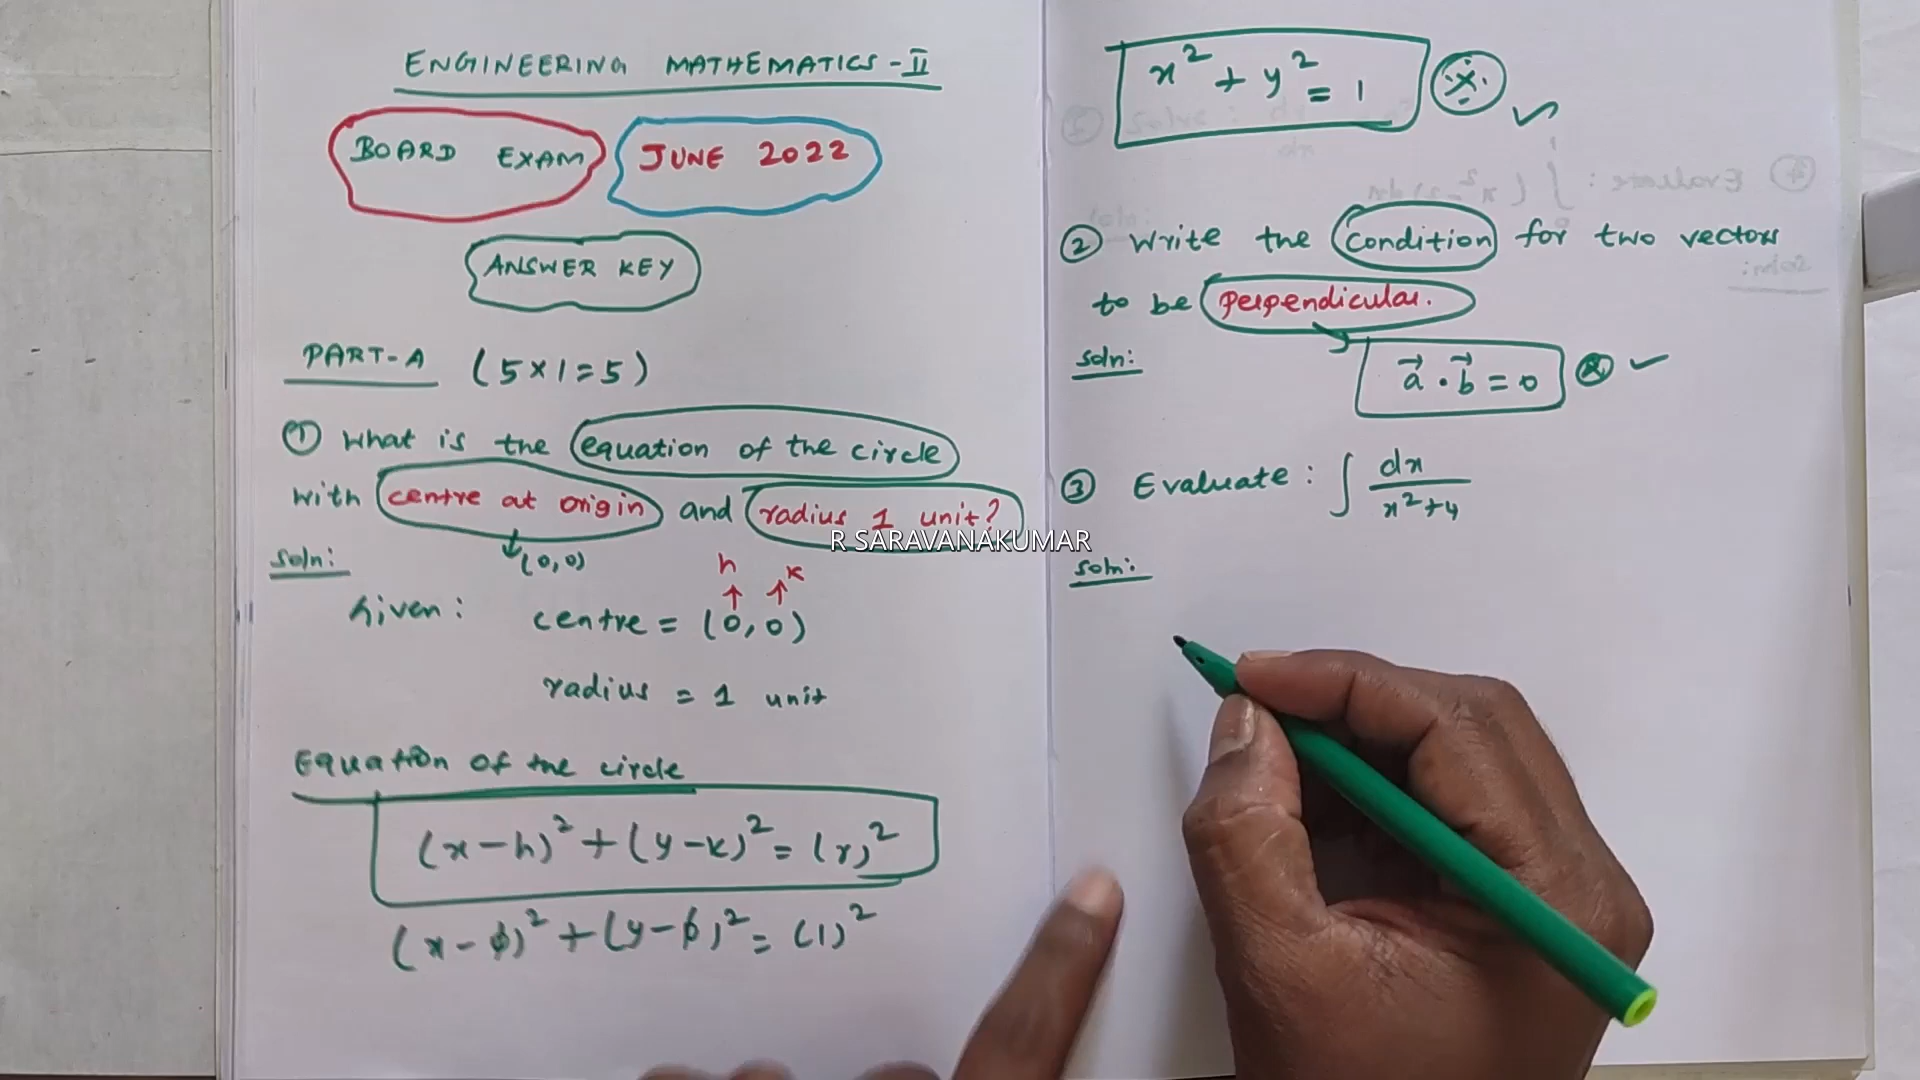 ENGINEERING MATHEMATICS - II
BOARD EXAM
JUNE 2022
ANSWER KEY
PART-A (5×1=5)
① What is the equation of the circle
with centre at origin and radius 1 unit?
(0,0)
Soln:
h k
Given: centre = (0,0)
radius = 1 unit
Equation of the circle
(x-h)² + (y-k)² = (r)²
(x-0)² + (y-0)² = (1)²
x² + y² = 1
② Write the condition for two vectors
to be perpendicular.
Soln:
a⃗ · b⃗ = 0
③ Evaluate: ∫ dx/(x²+4)
Soln:
R SARAVANAKUMAR